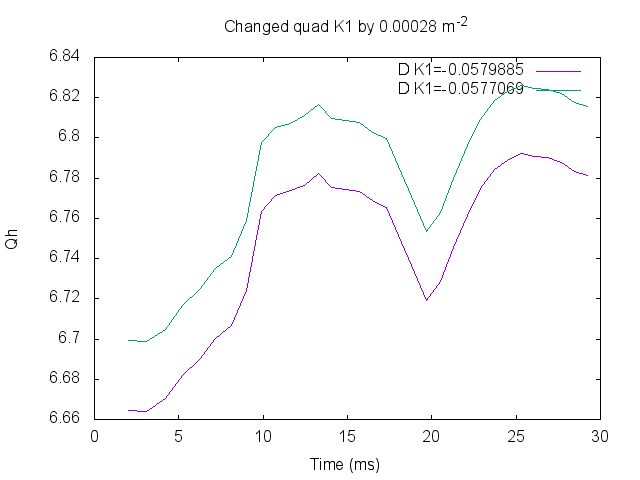 Changed quad K1 by 0.00028 m-2
D K1=-0.0579885
D K1=-0.0577069
6.84
6.82
6.8
6.78
6.76
6.74
6.72
6.7
6.68
6.66
Qh
0 5 10 15 20 25 30
Time (ms)